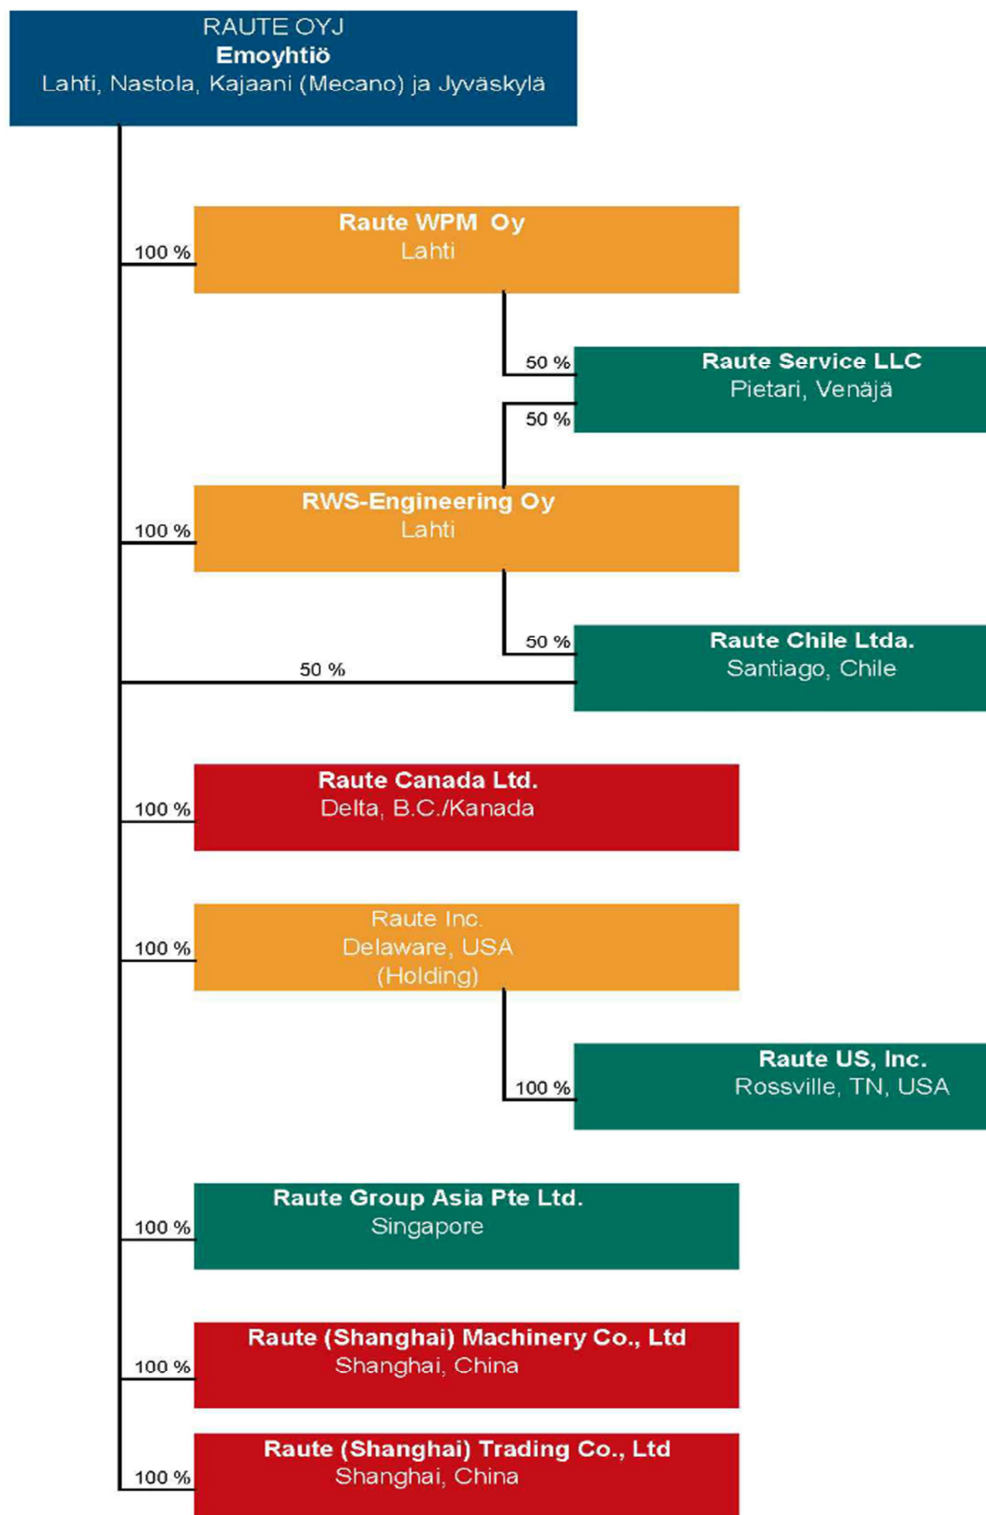 RAUTE OYJ
Emoyhtiö
Lahti, Nastola, Kajaani (Mecano) ja Jyväskylä
Raute WPM Oy
100 %
Lahti
50 %
Raute Service LLC
Pietari, Venäjä
50 %
RWS-Engineering Oy
100 %
Lahti
50 %
Raute Chile Ltda.
50 %
Santiago, Chile
Raute Canada Ltd.
100 %
Delta, B.C./Kanada
Raute Inc.
100 %
Delaware, USA
(Holding)
Raute US, Inc.
100 %
Rossville, TN, USA
Raute Group Asia Pte Ltd.
100 %
Singapore
Raute (Shanghai) Machinery Co., Ltd
100 %
Shanghai, China
Raute (Shanghai) Trading Co., Ltd
100 %
Shanghai, China